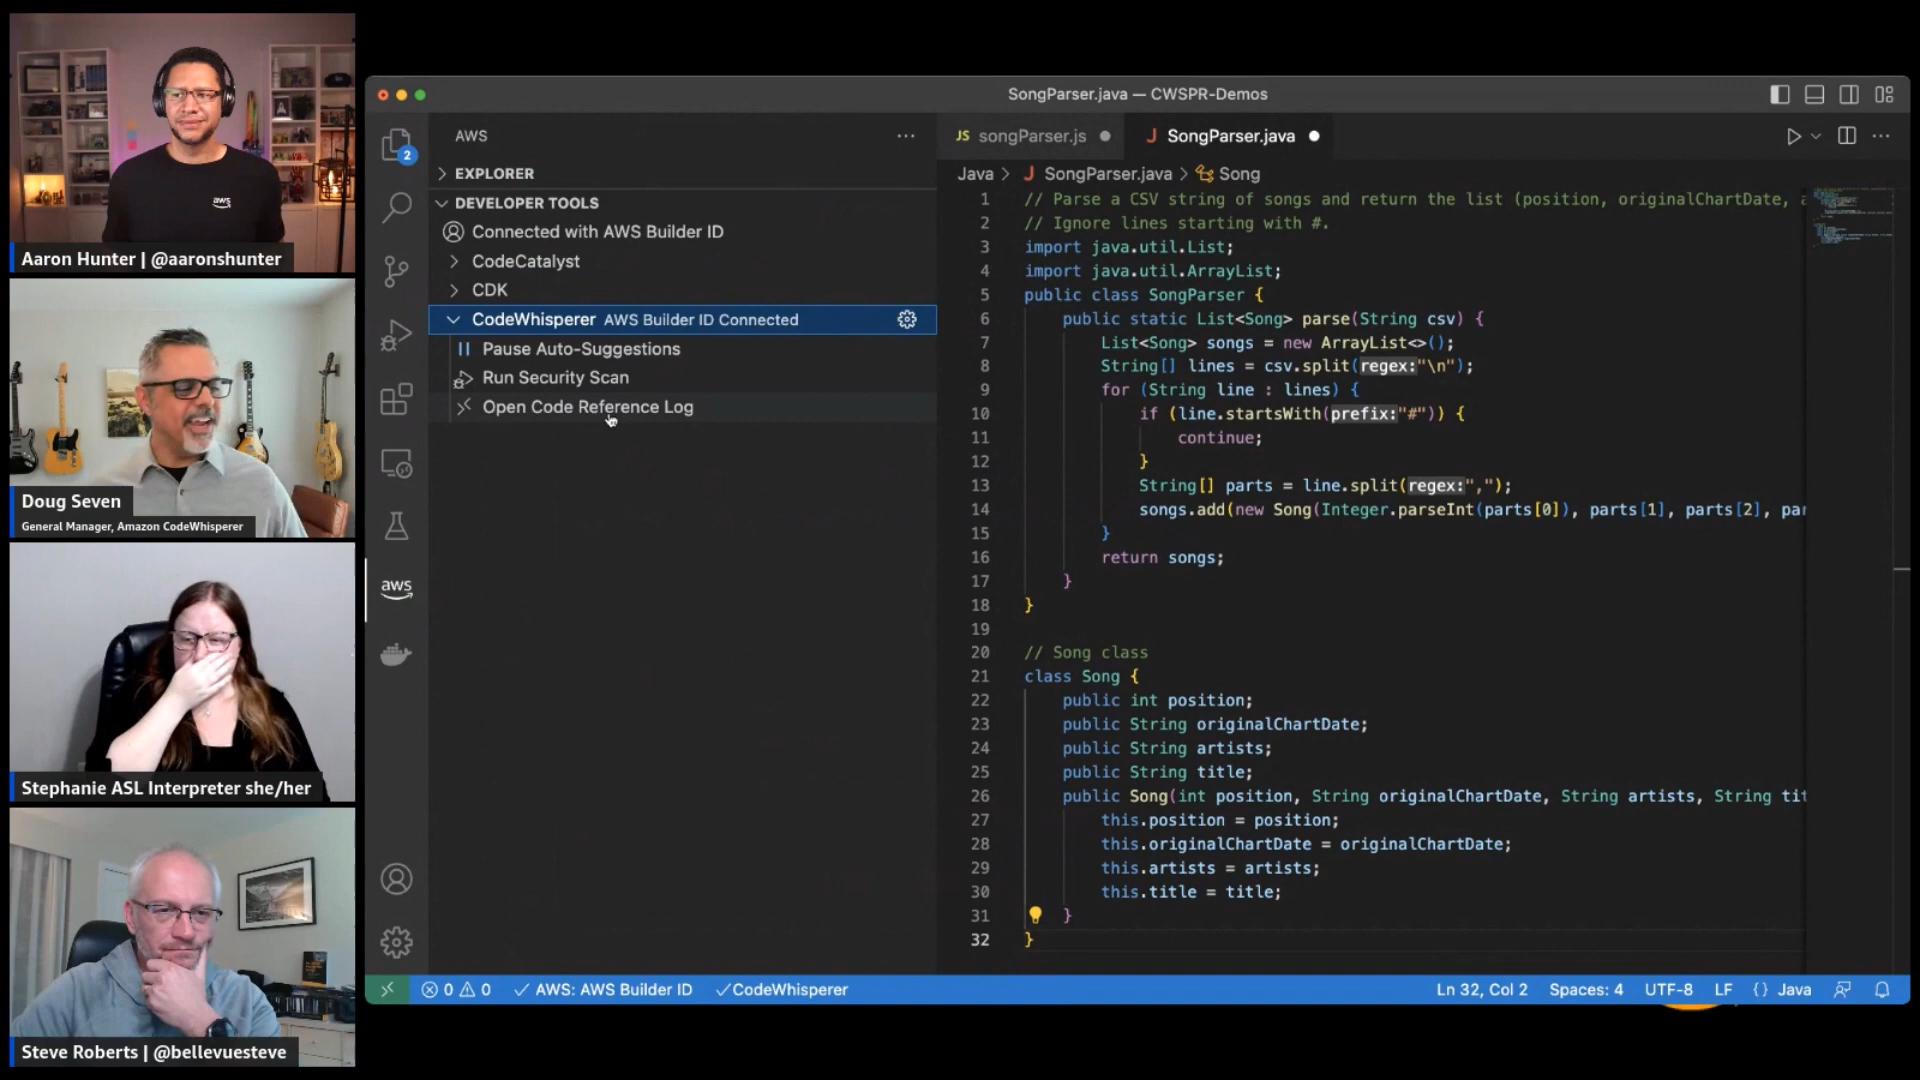 aws
Aaron Hunter | @aaronshunter
Doug Seven
General Manager, Amazon CodeWhisperer
Stephanie ASL Interpreter she/her
Steve Roberts | @bellevuesteve
SongParser.java — CWSPR-Demos
2
aws
AWS
EXPLORER
DEVELOPER TOOLS
Connected with AWS Builder ID
CodeCatalyst
CDK
CodeWhisperer AWS Builder ID Connected
Pause Auto-Suggestions
Run Security Scan
Open Code Reference Log
JS songParser.js
J SongParser.java
Java > J SongParser.java > Song
1 // Parse a CSV string of songs and return the list (position, originalChartDate,
2 // Ignore lines starting with #.
3 import java.util.List;
4 import java.util.ArrayList;
5 public class SongParser {
6 public static List<Song> parse(String csv) {
7 List<Song> songs = new ArrayList<>();
8 String[] lines = csv.split(regex:"\n");
9 for (String line : lines) {
10 if (line.startsWith(prefix:"#")) {
11 continue;
12 }
13 String[] parts = line.split(regex:",");
14 songs.add(new Song(Integer.parseInt(parts[0]), parts[1], parts[2], par
15 }
16 return songs;
17 }
18 }
19
20 // Song class
21 class Song {
22 public int position;
23 public String originalChartDate;
24 public String artists;
25 public String title;
26 public Song(int position, String originalChartDate, String artists, String tit
27 this.position = position;
28 this.originalChartDate = originalChartDate;
29 this.artists = artists;
30 this.title = title;
31 }
32 }
0 0 AWS: AWS Builder ID CodeWhisperer Ln 32, Col 2 Spaces: 4 UTF-8 LF {} Java